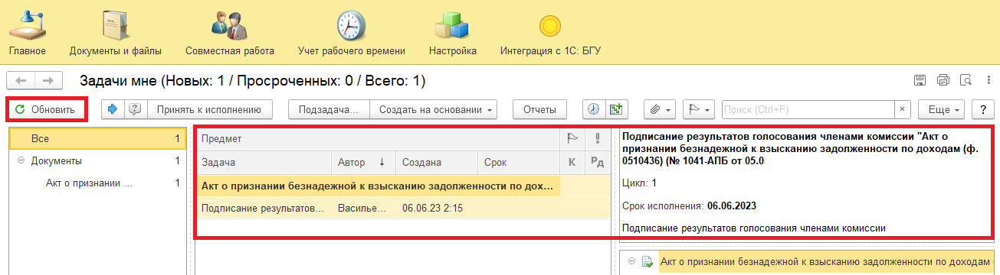 Главное Документы и файлы Совместная работа Учет рабочего времени Настройка Интеграция с 1С: БГУ
Задачи мне (Новых: 1 / Просроченных: 0 / Всего: 1)
Обновить Принять к исполнению Подзадача... Создать на основании Отчеты Поиск (Ctrl+F) × Еще ?
Все 1
Документы 1
Акт о признании ... 1
Предмет
Задача Автор ↓ Создана Срок К Рд
Акт о признании безнадежной к взысканию задолженности по дох...
Подписание результатов... Василье... 06.06.23 2:15
Подписание результатов голосования членами комиссии "Акт о
признании безнадежной к взысканию задолженности по доходам (ф.
0510436) (№ 1041-АПБ от 05.0
Цикл: 1
Срок исполнения: 06.06.2023
Подписание результатов голосования членами комиссии
Акт о признании безнадежной к взысканию задолженности по доходам